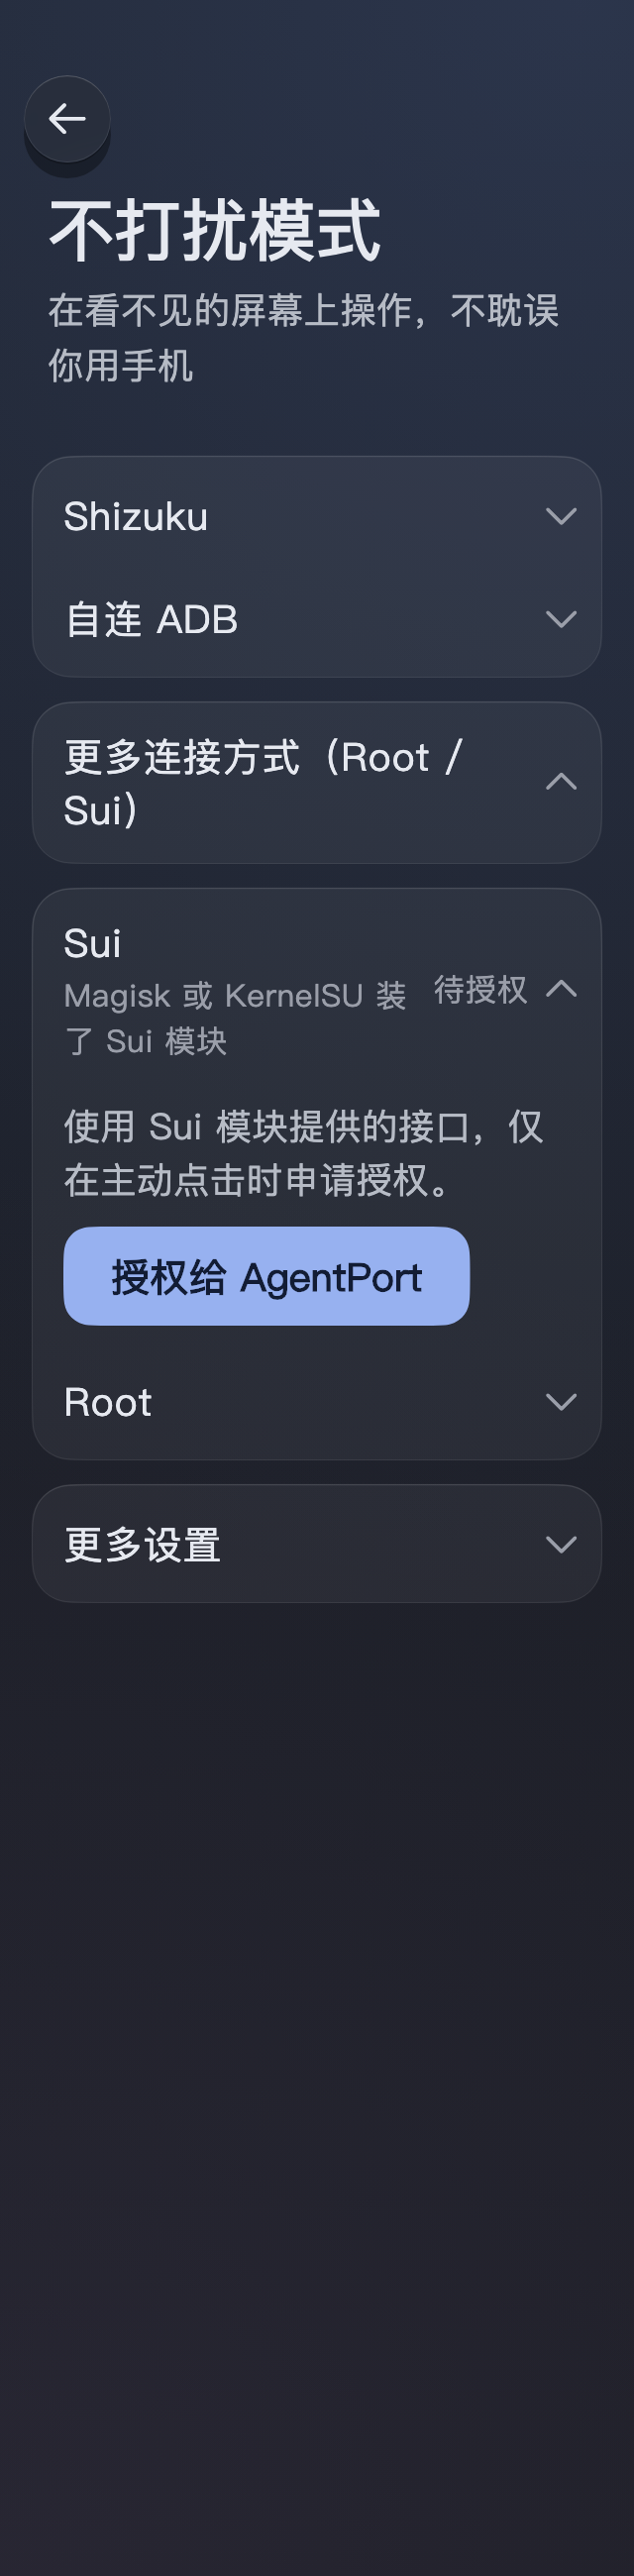 不打扰模式
在看不见的屏幕上操作，不耽误
你用手机
Shizuku
自连 ADB
更多连接方式（Root /
Sui）
Sui
Magisk 或 KernelSU 装
了 Sui 模块
待授权
使用 Sui 模块提供的接口，仅
在主动点击时申请授权。
授权给 AgentPort
Root
更多设置